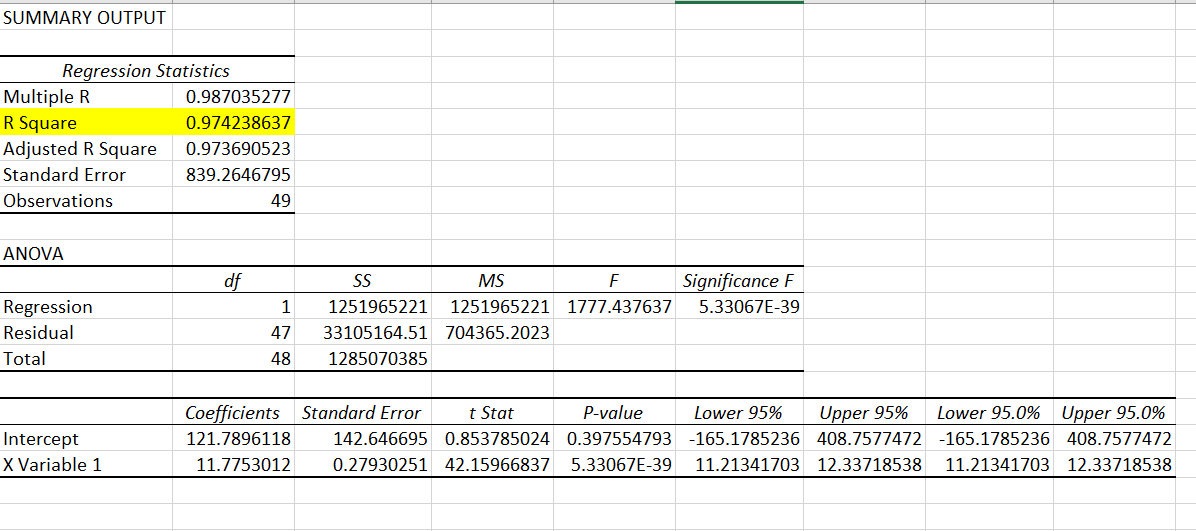 SUMMARY OUTPUT
Regression Statistics
Multiple R 0.987035277
R Square 0.974238637
Adjusted R Square 0.973690523
Standard Error 839.2646795
Observations 49
ANOVA
df SS MS F Significance F
Regression 1 1251965221 1251965221 1777.437637 5.33067E-39
Residual 47 33105164.51 704365.2023
Total 48 1285070385
Coefficients Standard Error t Stat P-value Lower 95% Upper 95% Lower 95.0% Upper 95.0%
Intercept 121.7896118 142.646695 0.853785024 0.397554793 -165.1785236 408.7577472 -165.1785236 408.7577472
X Variable 1 11.7753012 0.27930251 42.15966837 5.33067E-39 11.21341703 12.33718538 11.21341703 12.33718538